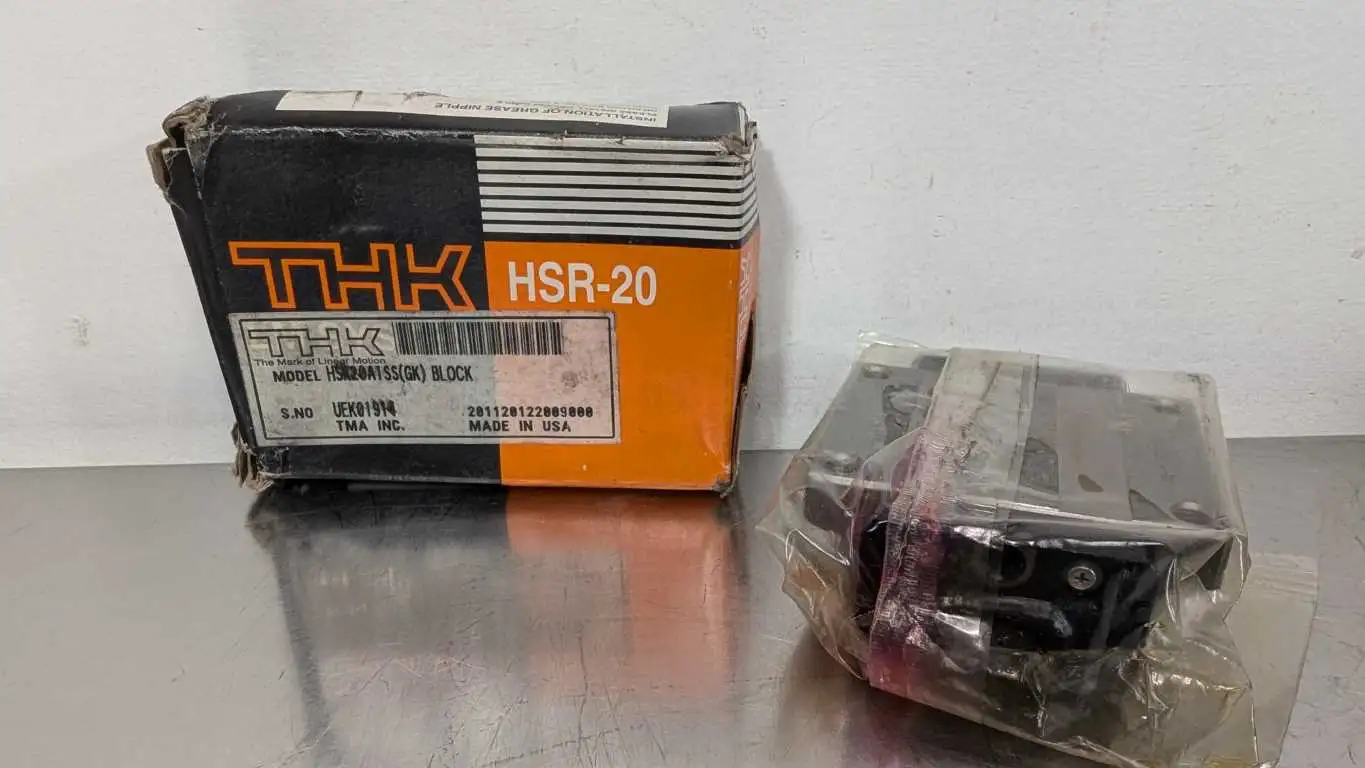 INSTALLATION OF GREASE NIPPLE
THK
HSR-20
THK
The Mark of Linear Motion
MODEL HSR20A1SS(GK) BLOCK
S.NO UEK01914 201120122009000
TMA INC. MADE IN USA